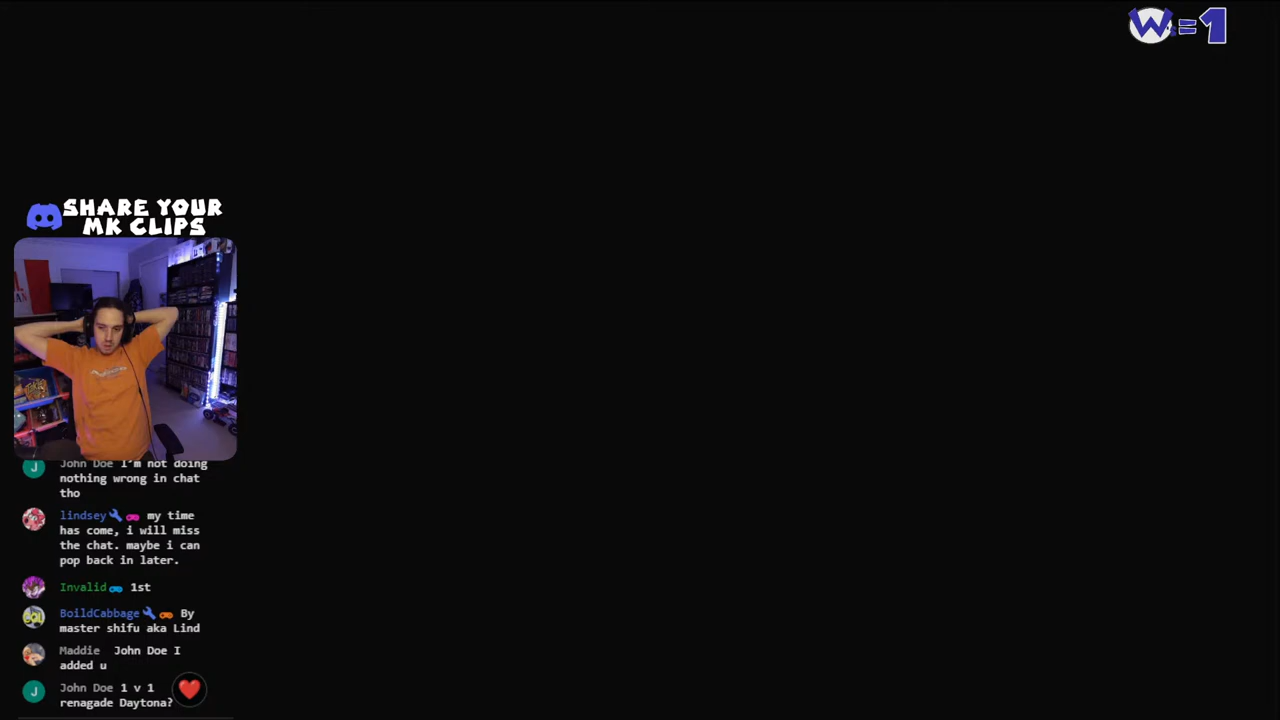 W=1
SHARE YOUR
MK CLIPS
John Doe I'm not doing
nothing wrong in chat
tho
lindsey my time
has come, i will miss
the chat. maybe i can
pop back in later.
Invalid 1st
BoildCabbage By
master shifu aka Lind
Maddie John Doe I
added u
J John Doe 1 v 1
renagade Daytona?